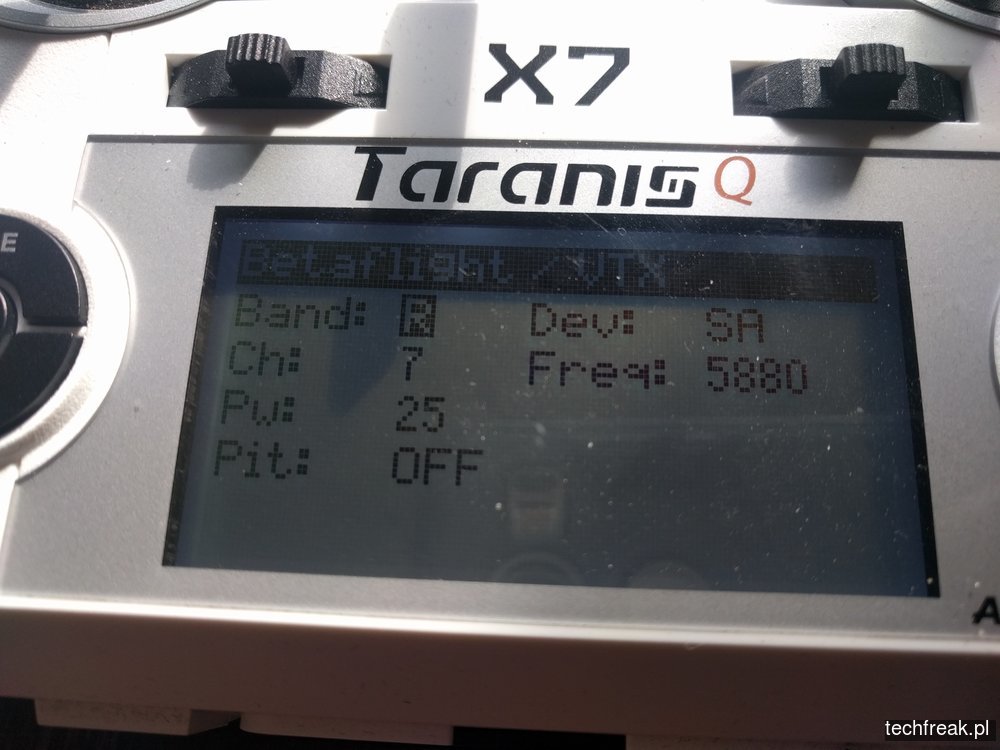 X7
Taranis Q
E
Betaflight / VTX
Band: R Dev: SA
Ch: 7 Freq: 5880
Pw: 25
Pit: OFF
A
techfreak.pl